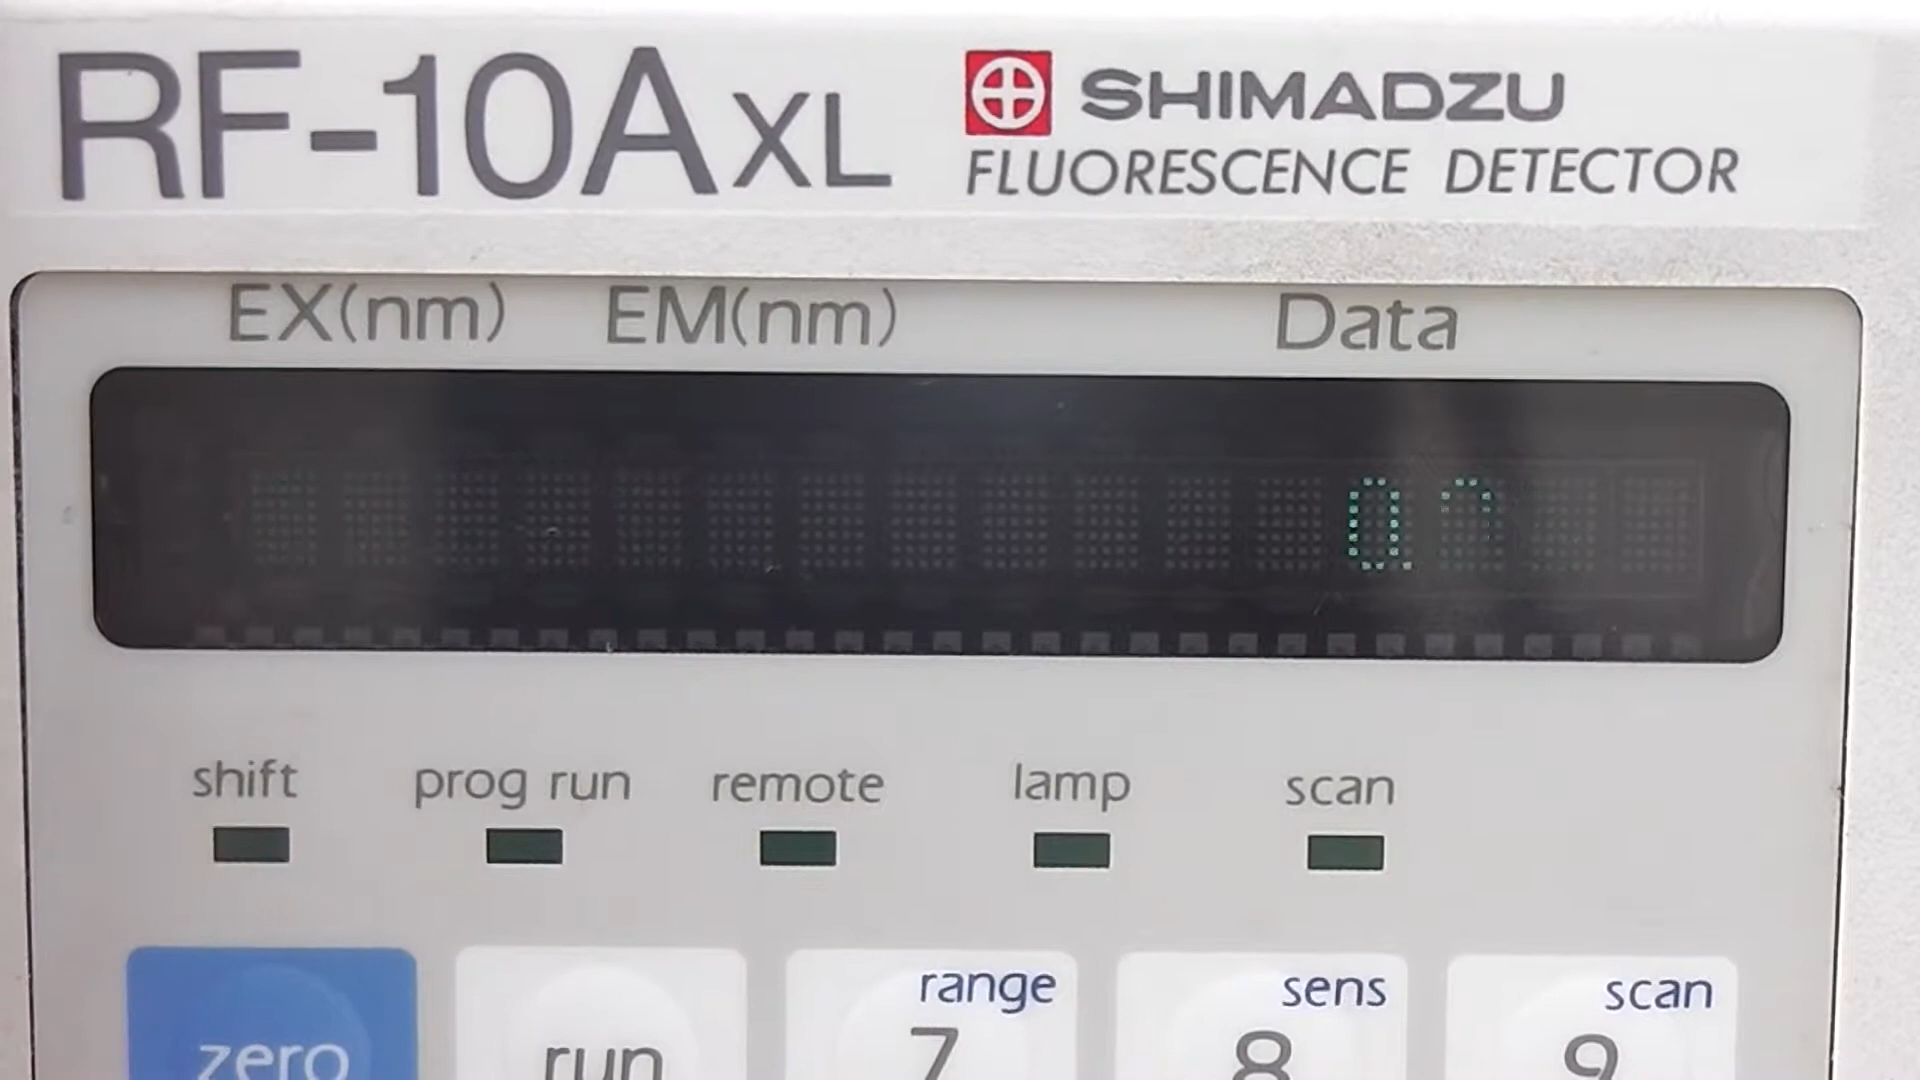 RF-10AXL SHIMADZU
FLUORESCENCE DETECTOR
EX(nm) EM(nm) Data
shift prog run remote lamp scan
range sens scan
zero run 7 8 9